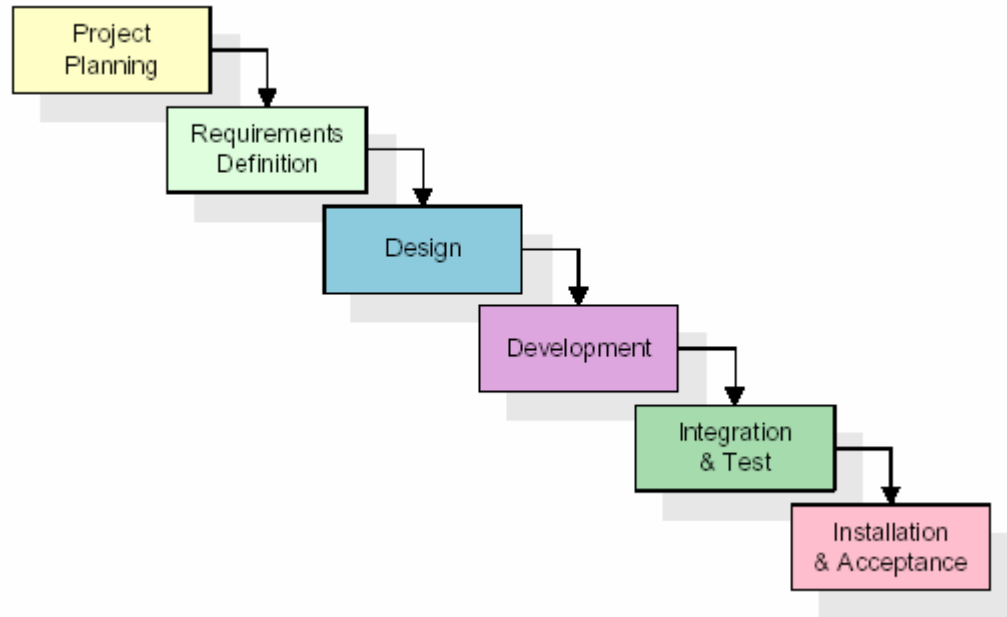 Project
Planning
Requirements
Definition
Design
Development
Integration
& Test
Installation
& Acceptance